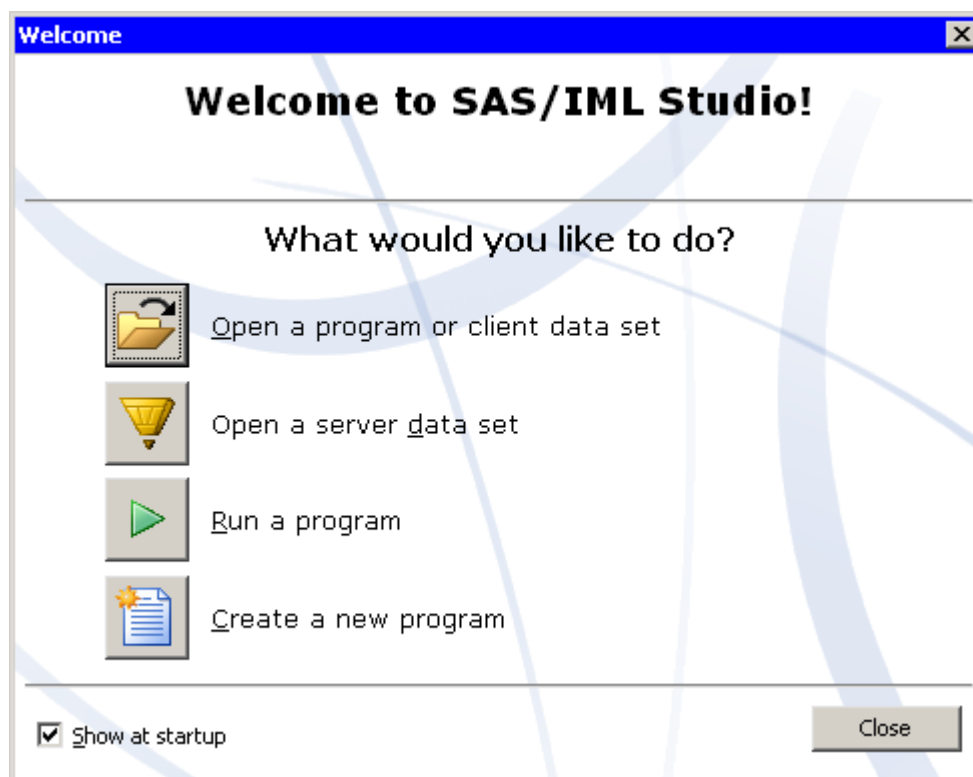 Welcome
Welcome to SAS/IML Studio!
What would you like to do?
Open a program or client data set
Open a server data set
Run a program
Create a new program
Show at startup
Close